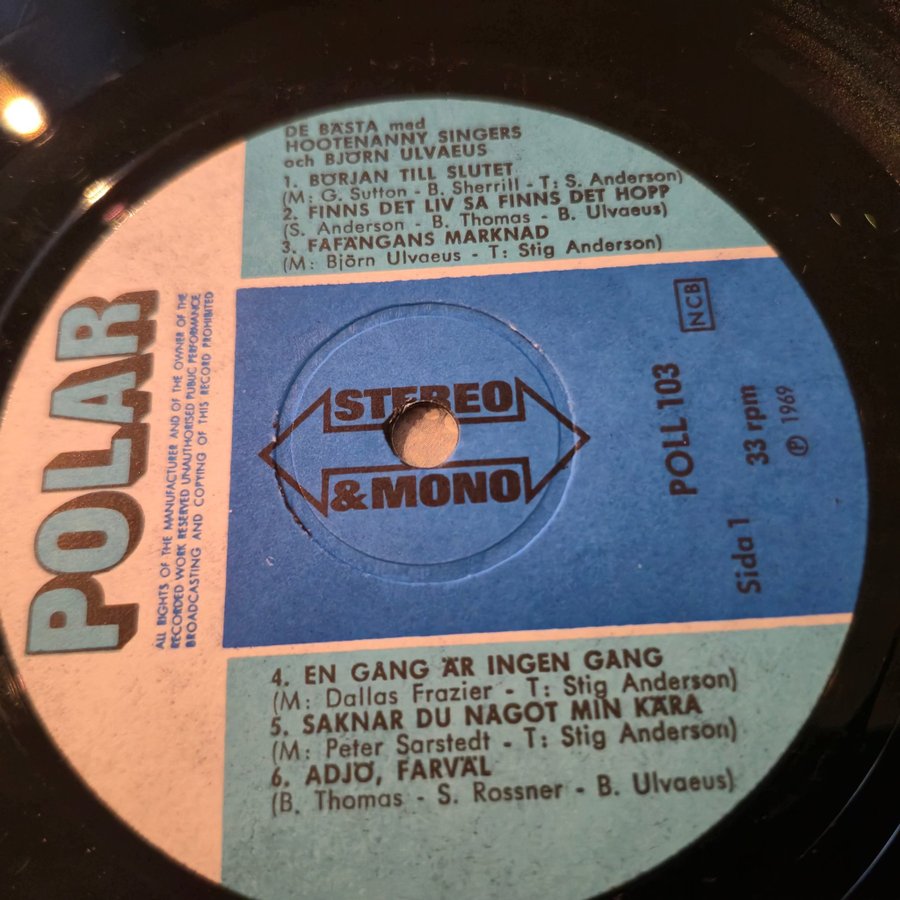 DE BÄSTA med
HOOTENANNY SINGERS
och BJÖRN ULVAEUS
1. BÖRJAN TILL SLUTET
(M: G. Sutton - B. Sherrill - T: S. Anderson)
2. FINNS DET LIV SA FINNS DET HOPP
(S. Anderson - B. Thomas - B. Ulvaeus)
3. FAFÄNGANS MARKNAD
(M: Björn Ulvaeus - T: Stig Anderson)
POLAR
ALL RIGHTS OF THE MANUFACTURER AND OF THE OWNER OF THE
RECORDED WORK RESERVED UNAUTHORISED PUBLIC PERFORMANCE
BROADCASTING AND COPYING OF THIS RECORD PROHIBITED
STEREO
& MONO
NCB
POLL 103
Sida 1
33 rpm
℗ 1969
4. EN GÅNG ÄR INGEN GANG
(M: Dallas Frazier - T: Stig Anderson)
5. SAKNAR DU NAGOT MIN KÄRA
(M: Peter Sarstedt - T: Stig Anderson)
6. ADJÖ, FARVÄL
(B. Thomas - S. Rossner - B. Ulvaeus)